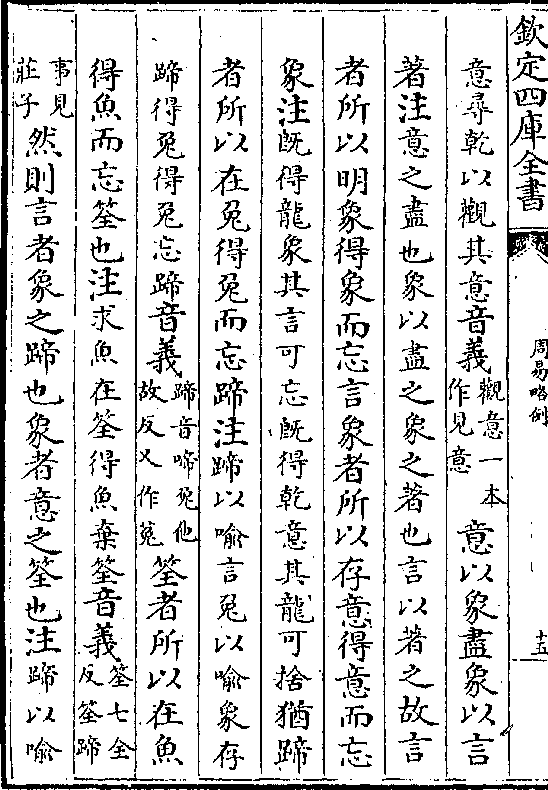 欽定四庫全書
周易略例
十五
意尋乾以觀其意音義觀意一本作見意意以象盡象以言
著注意之盡也象以盡之象之著也言以著之故言
者所以明象得象而忘言象者所以存意得意而忘
象注既得龍象其言可忘既得乾意其龍可捨猶蹄
者所以在兔得兔而忘蹄注蹄以喻言兔以喻象存
蹄得兔得兔忘蹄音義蹄音啼兔他故反又作菟筌者所以在魚
得魚而忘筌也注求魚在筌得魚棄筌音義筌七全反筌蹄
事見莊子然則言者象之蹄也象者意之筌也注蹄以喻